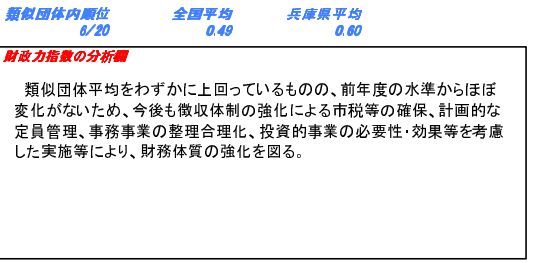 類似団体内順位 全国平均 兵庫県平均
6/20 0.49 0.60
財政力指数の分析欄
類似団体平均をわずかに上回っているものの、前年度の水準からほぼ
変化がないため、今後も徴収体制の強化による市税等の確保、計画的な
定員管理、事務事業の整理合理化、投資的事業の必要性・効果等を考慮
した実施等により、財務体質の強化を図る。